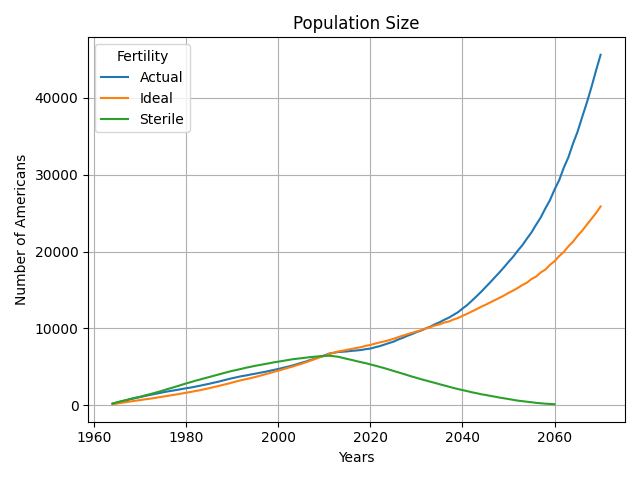 Population Size
Fertility
Actual
Ideal
Sterile
Number of Americans
40000
30000
20000
10000
0
1960
1980
2000
2020
2040
2060
Years